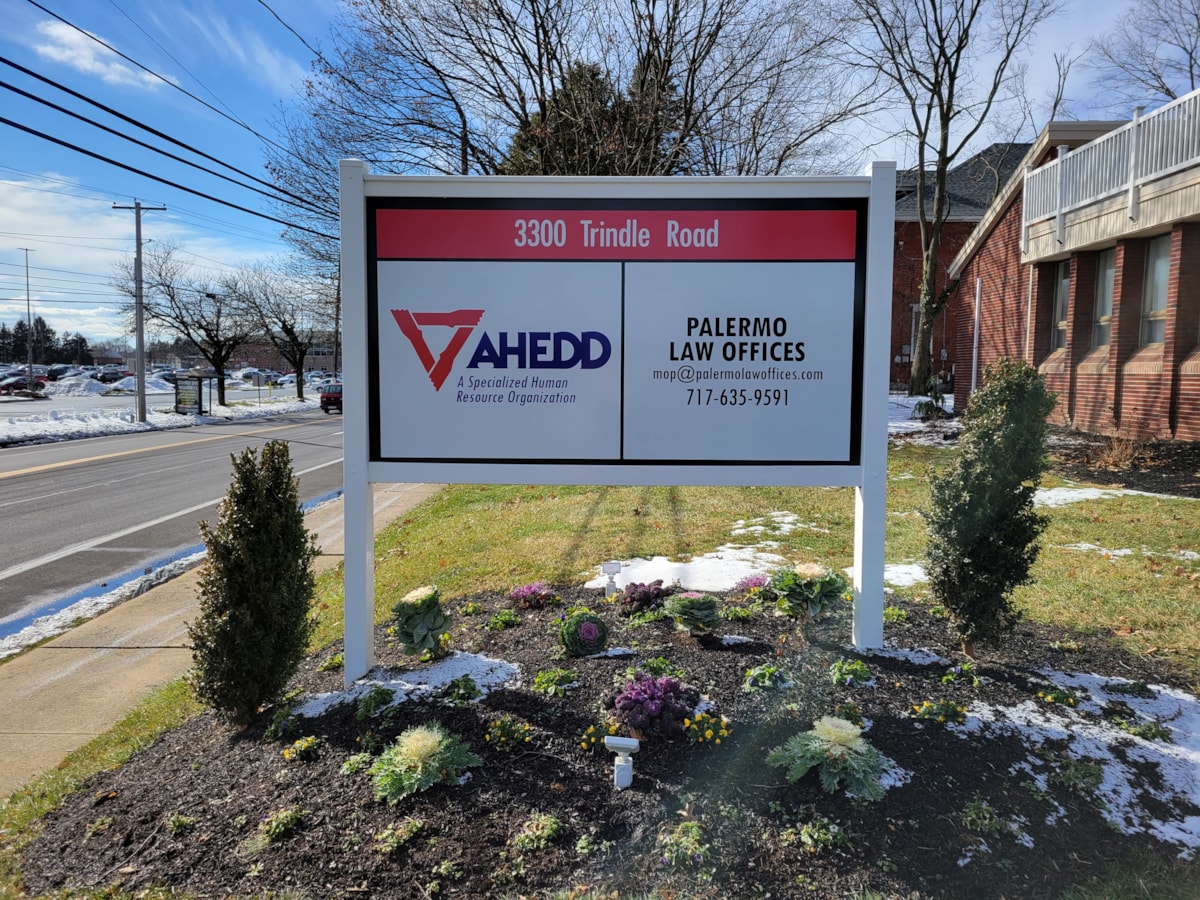 3300 Trindle Road
AHEDD
A Specialized Human
Resource Organization
PALERMO
LAW OFFICES
mop@palermolawoffices.com
717-635-9591